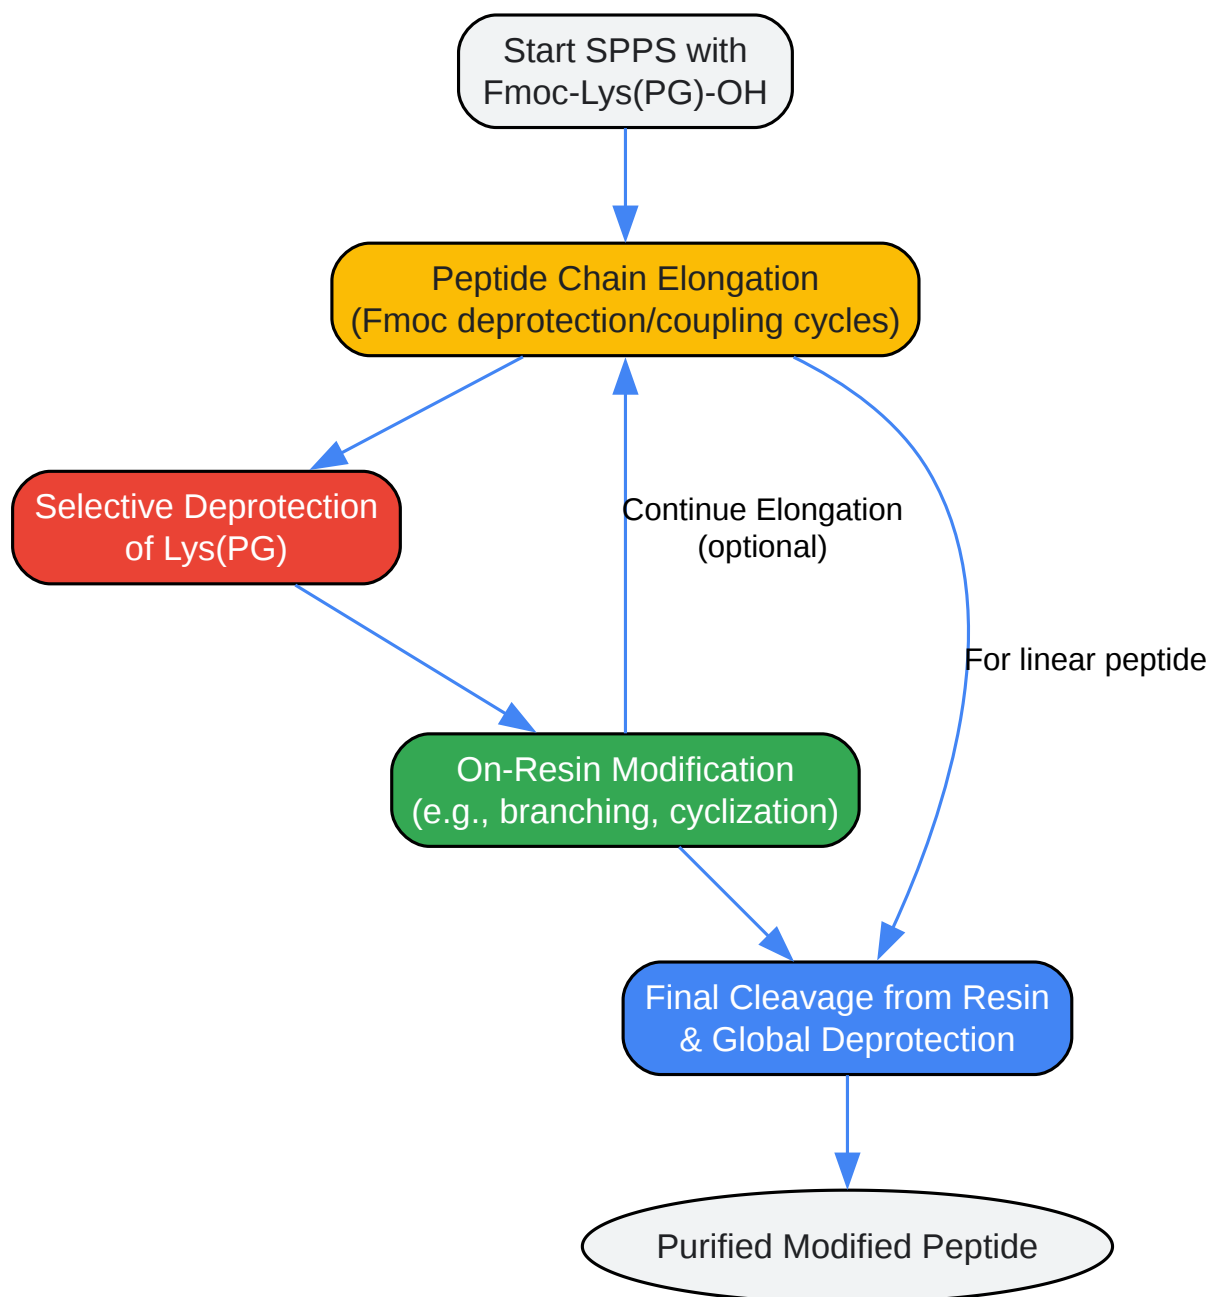 Start SPPS with
Fmoc-Lys(PG)-OH
Peptide Chain Elongation
(Fmoc deprotection/coupling cycles)
Selective Deprotection
of Lys(PG)
Continue Elongation
(optional)
For linear peptide
On-Resin Modification
(e.g., branching, cyclization)
Final Cleavage from Resin
& Global Deprotection
Purified Modified Peptide